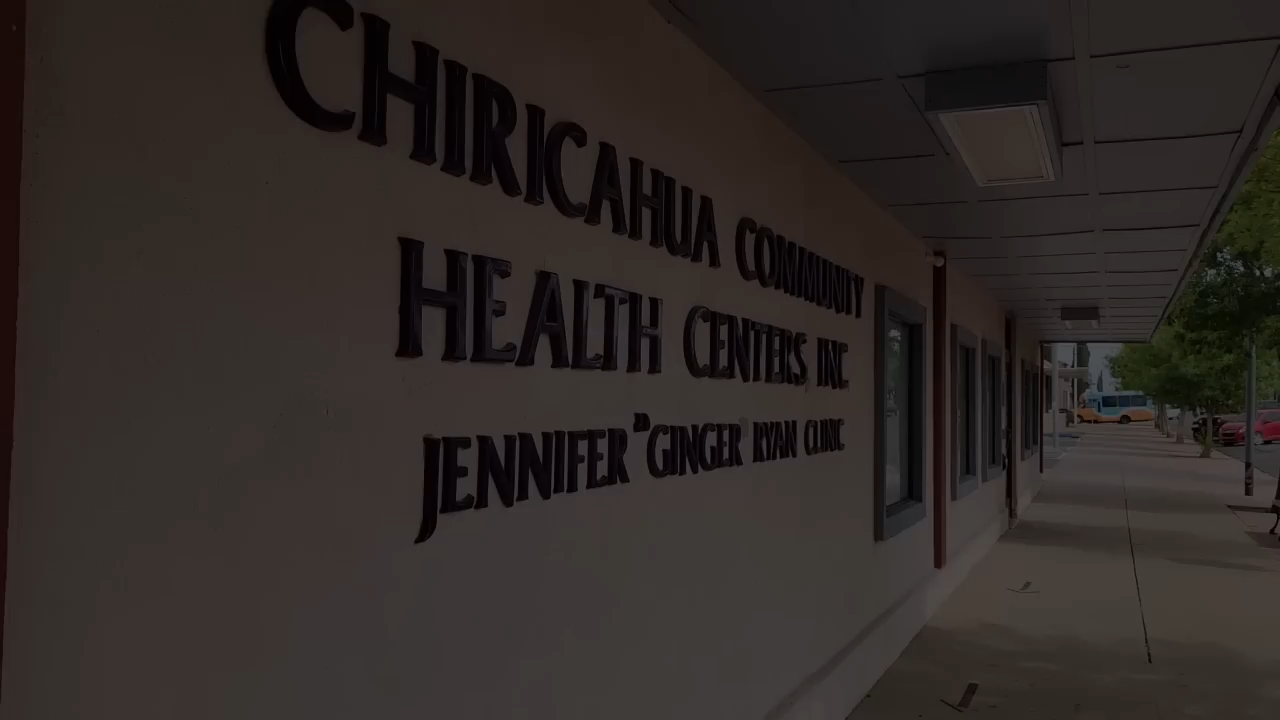 CHIRICAHUA COMMUNITY
HEALTH CENTERS INC
JENNIFER "GINGER" RYAN CLINIC